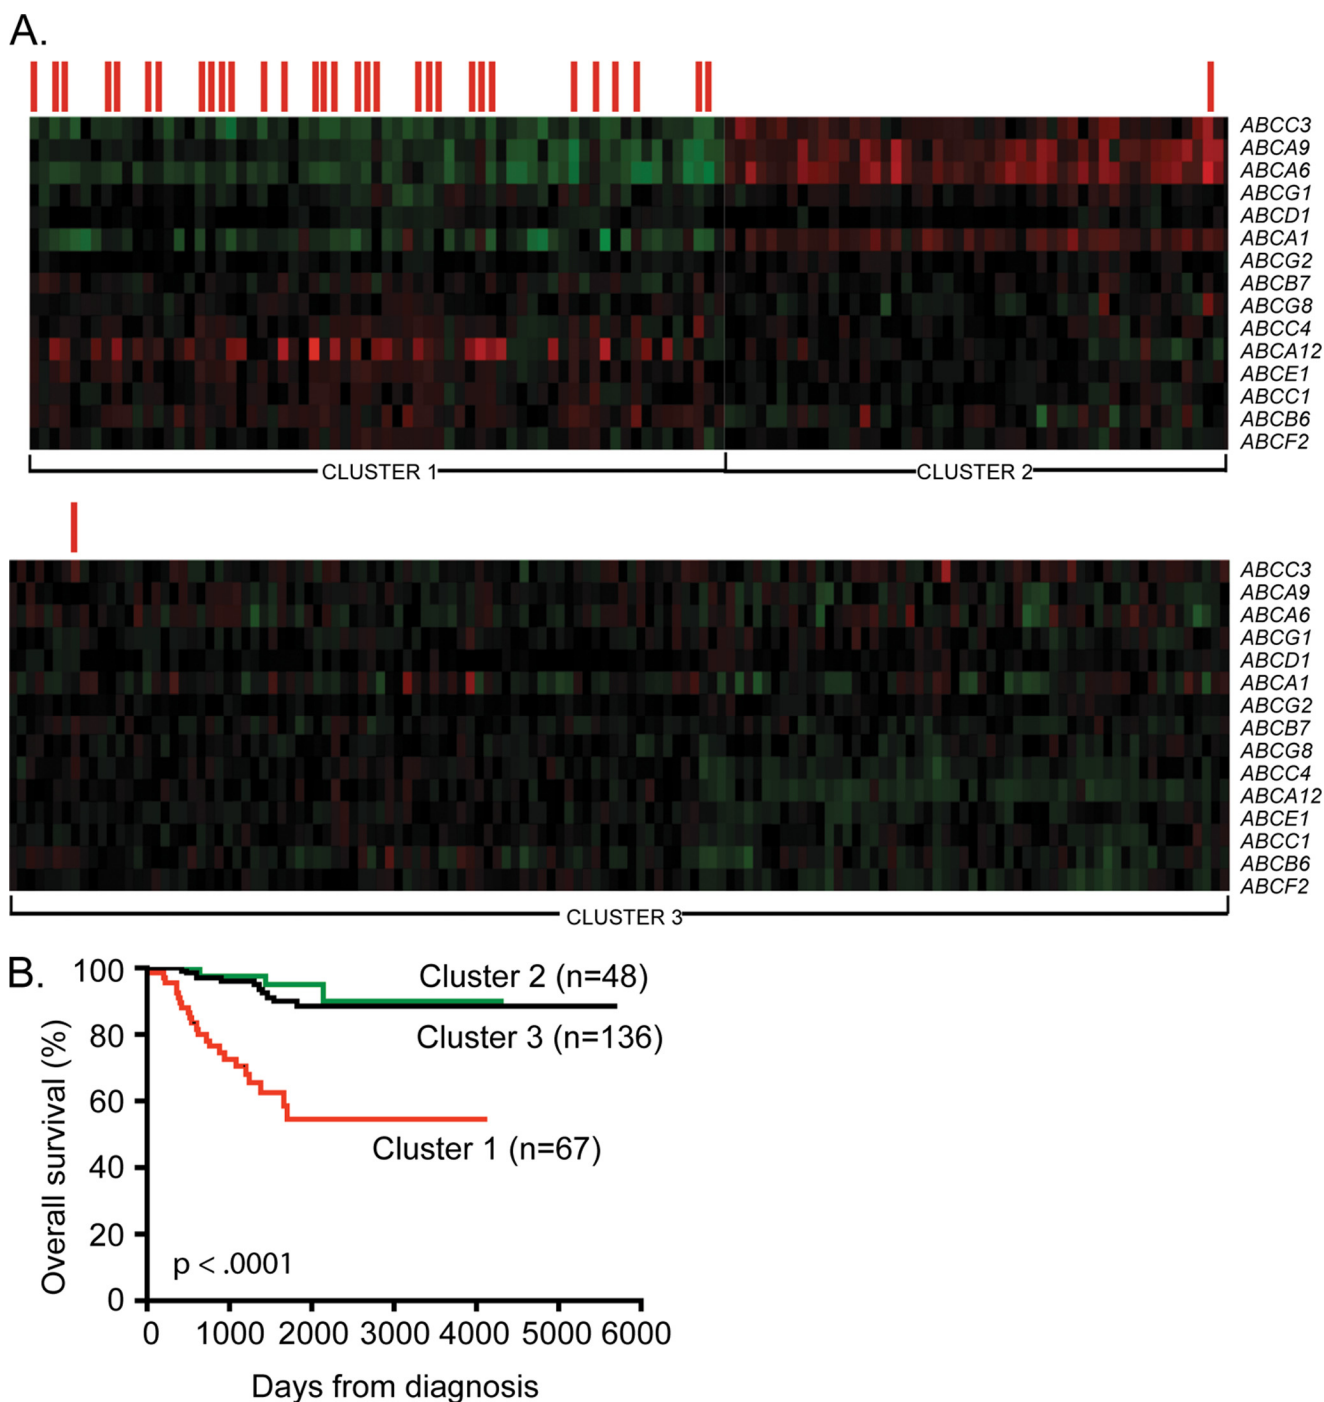 A.
ABCC3
ABCA9
ABCA6
ABCG1
ABCD1
ABCA1
ABCG2
ABCB7
ABCG8
ABCC4
ABCA12
ABCE1
ABCC1
ABCB6
ABCF2
CLUSTER 1 CLUSTER 2
ABCC3
ABCA9
ABCA6
ABCG1
ABCD1
ABCA1
ABCG2
ABCB7
ABCG8
ABCC4
ABCA12
ABCE1
ABCC1
ABCB6
ABCF2
CLUSTER 3
B.
Overall survival (%)
100
80
60
40
20
0
Cluster 2 (n=48)
Cluster 3 (n=136)
Cluster 1 (n=67)
p < .0001
0 1000 2000 3000 4000 5000 6000
Days from diagnosis